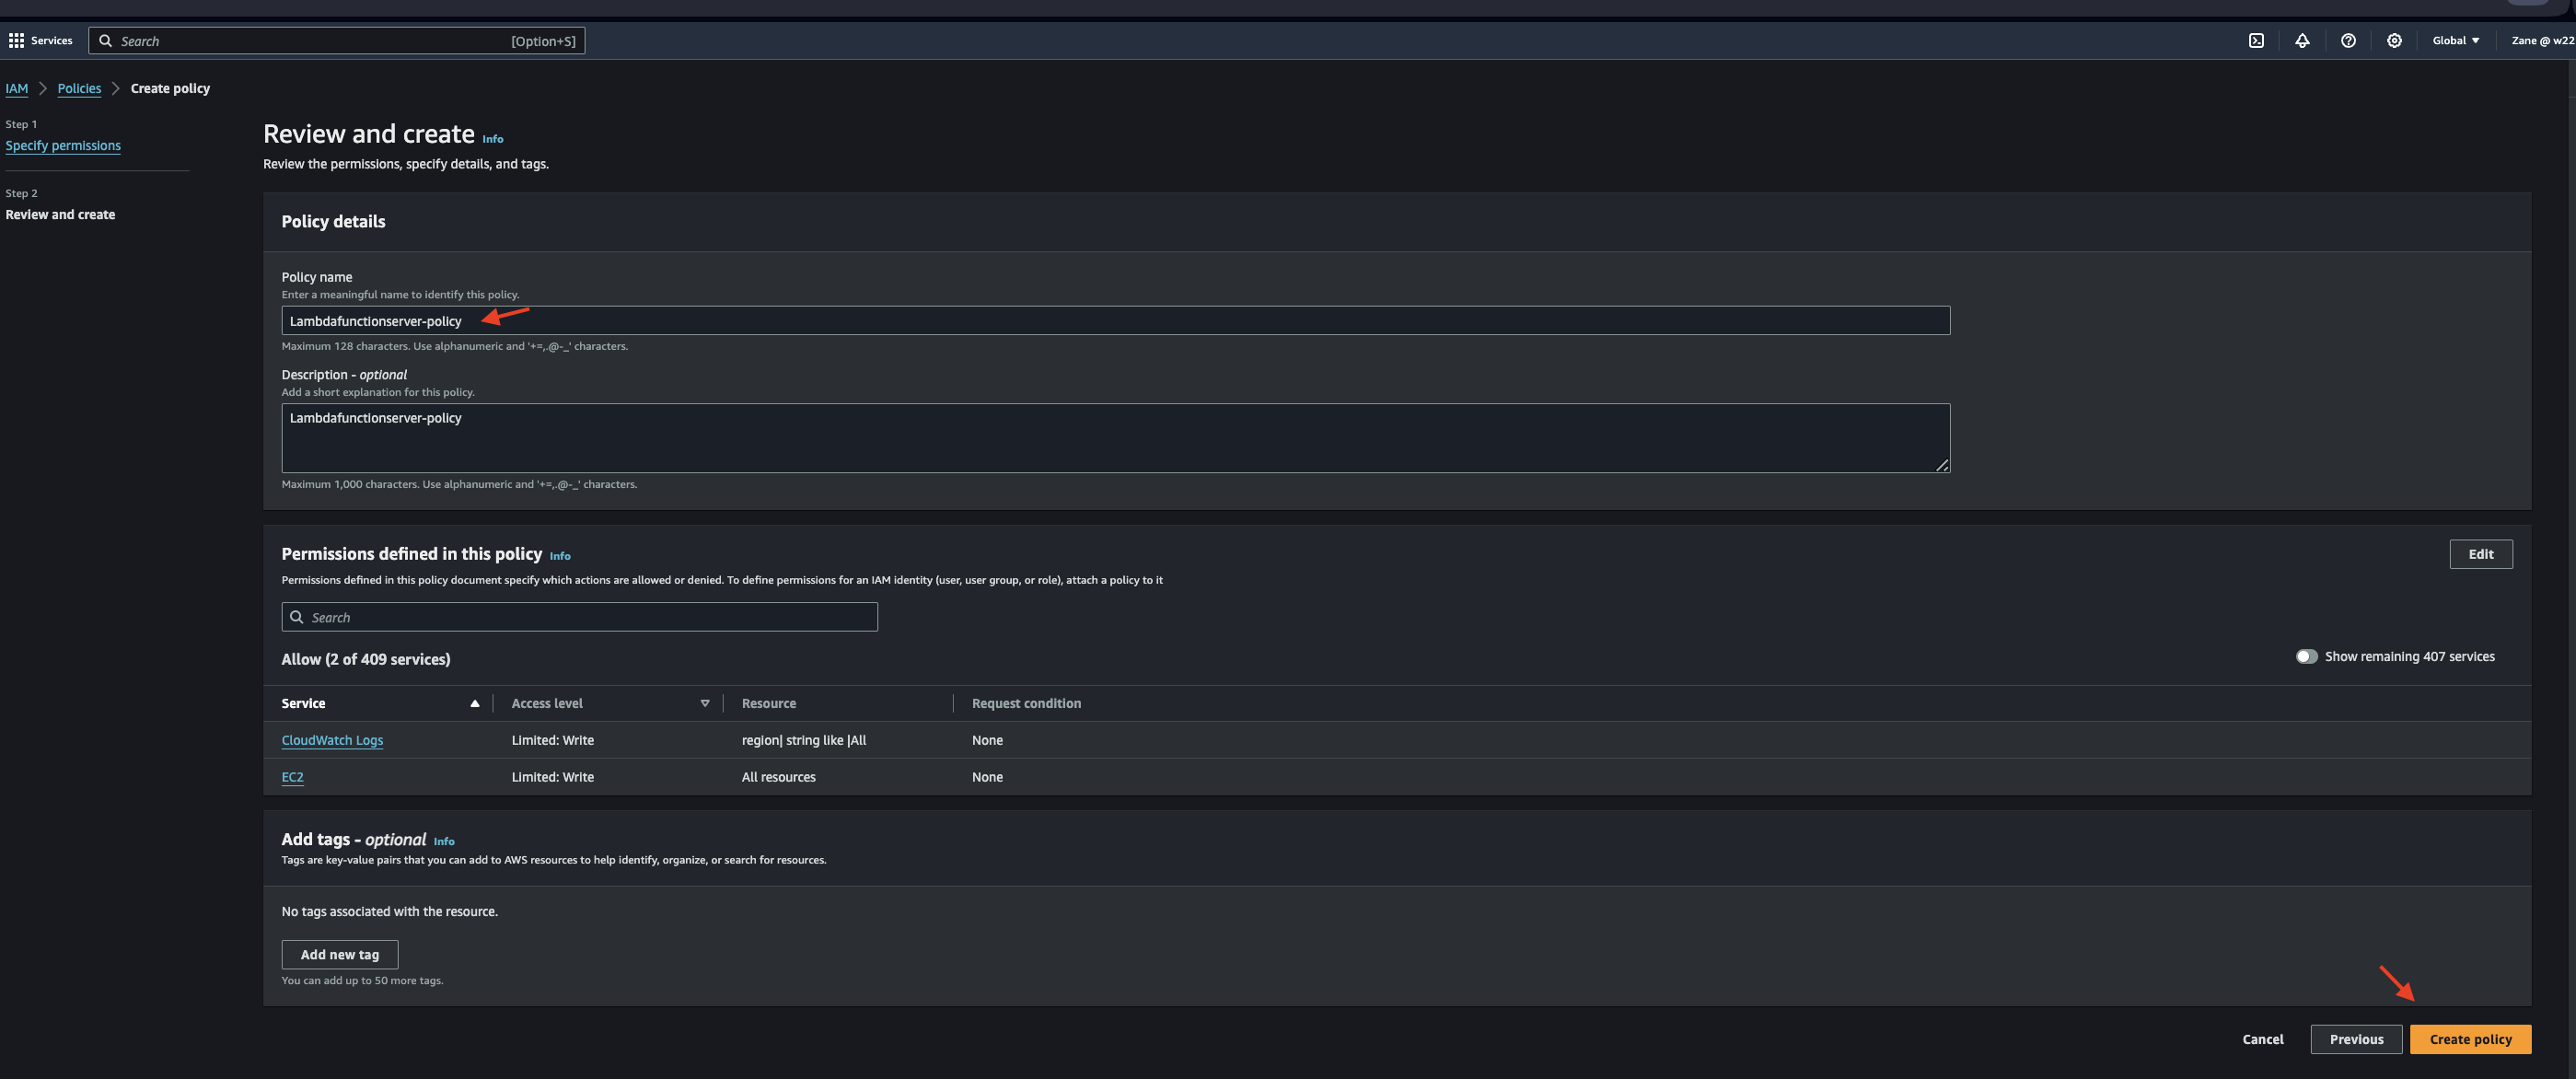 Services
Search
[Option+S]
Global
Zane @ w22
IAM
Policies
Create policy
Step 1
Specify permissions
Step 2
Review and create
Review and create Info
Review the permissions, specify details, and tags.
Policy details
Policy name
Enter a meaningful name to identify this policy.
Lambdafunctionserver-policy
Maximum 128 characters. Use alphanumeric and '+=,.@-_' characters.
Description - optional
Add a short explanation for this policy.
Lambdafunctionserver-policy
Maximum 1,000 characters. Use alphanumeric and '+=,.@-_' characters.
Permissions defined in this policy Info
Edit
Permissions defined in this policy document specify which actions are allowed or denied. To define permissions for an IAM identity (user, user group, or role), attach a policy to it
Search
Allow (2 of 409 services)
Show remaining 407 services
Service Access level Resource Request condition
CloudWatch Logs Limited: Write region| string like |All None
EC2 Limited: Write All resources None
Add tags - optional Info
Tags are key-value pairs that you can add to AWS resources to help identify, organize, or search for resources.
No tags associated with the resource.
Add new tag
You can add up to 50 more tags.
Cancel
Previous
Create policy